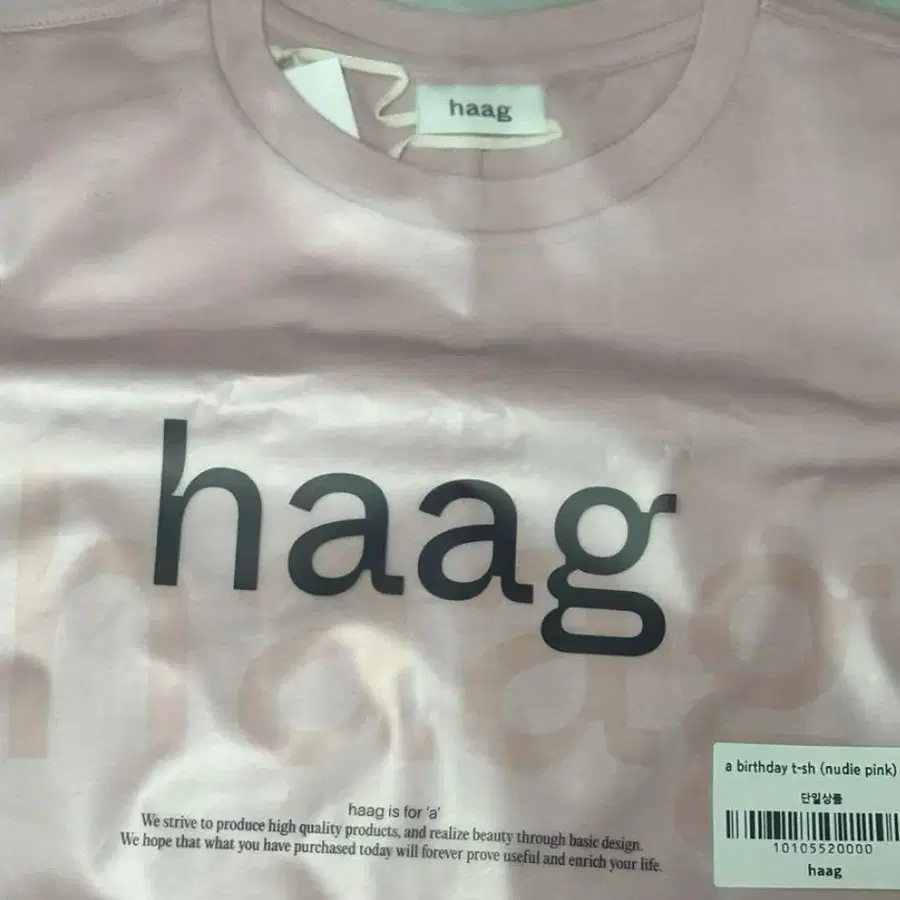 haag
haag
haag
haag is for 'a'
We strive to produce high quality products, and realize beauty through basic design.
We hope that what you have purchased today will forever prove useful and enrich your life.
a birthday t-sh (nudie pink)
단일상품
10105520000
haag